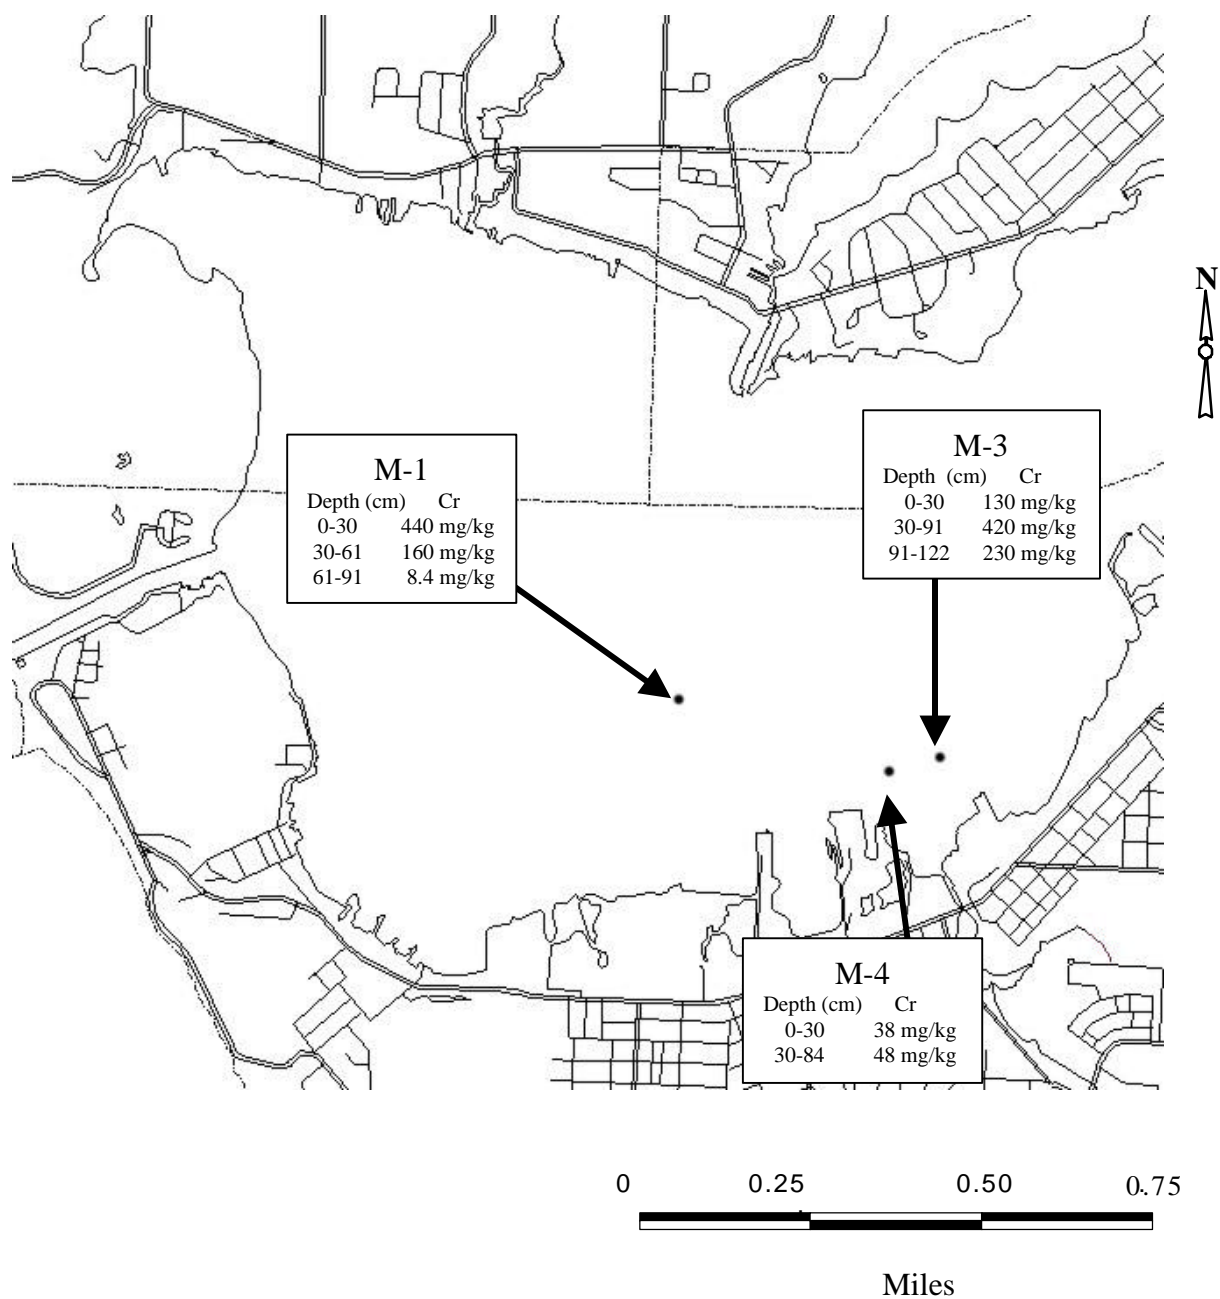 N
M-1
Depth (cm) Cr
0-30 440 mg/kg
30-61 160 mg/kg
61-91 8.4 mg/kg
M-3
Depth (cm) Cr
0-30 130 mg/kg
30-91 420 mg/kg
91-122 230 mg/kg
M-4
Depth (cm) Cr
0-30 38 mg/kg
30-84 48 mg/kg
0 0.25 0.50 0.75
Miles